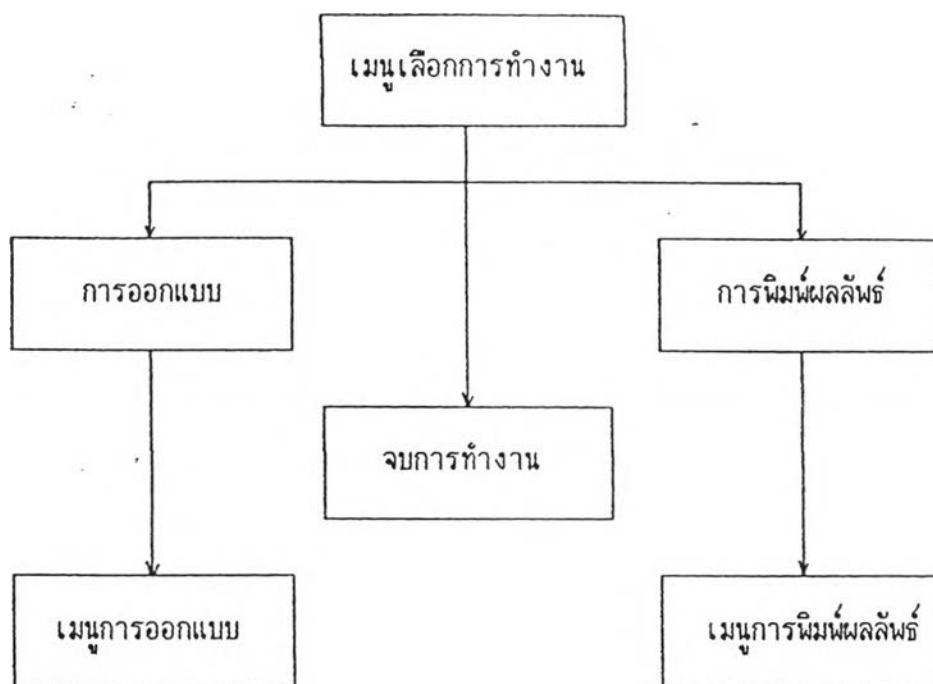 เมนูเลือกการทำงาน
การออกแบบ
การพิมพ์ผลลัพธ์
จบการทำงาน
เมนูการออกแบบ
เมนูการพิมพ์ผลลัพธ์